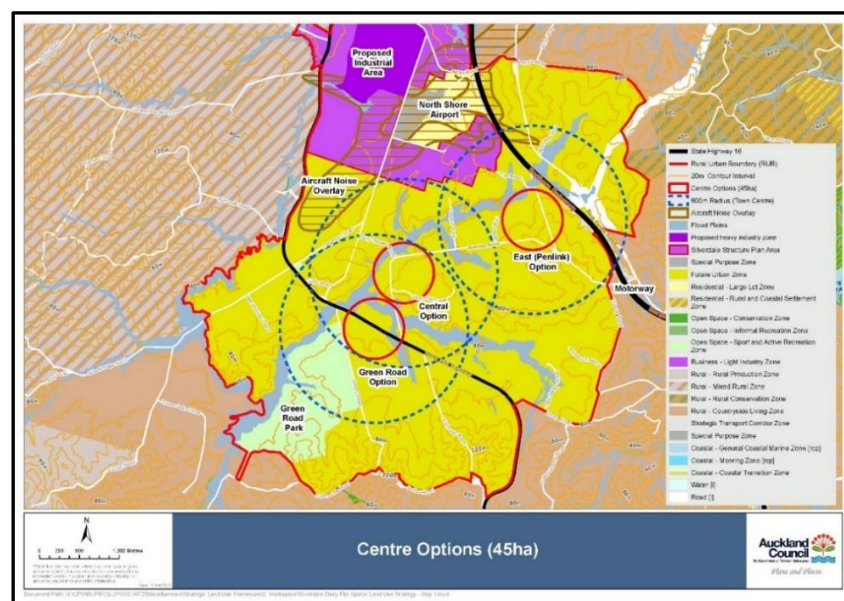 Proposed
Industrial
Area
North Shore
Airport
Aircraft Noise
Overlay
East (Penlink)
Option
Motorway
Central
Option
Green Road
Option
Green
Road
Park
State Highway 16
Rural Urban Boundary (RUB)
20m Contour Interval
Centre Options (45ha)
800m Radius (Town Centre)
Aircraft Noise Overlay
Flood Plains
Proposed heavy industry zone
Silverdale Structure Plan Area
Special Purpose Zone
Future Urban Zone
Residential - Large Lot Zone
Residential - Rural and Coastal Settlement
Zone
Open Space - Conservation Zone
Open Space - Informal Recreation Zone
Open Space - Sport and Active Recreation
Zone
Business - Light Industry Zone
Rural - Rural Production Zone
Rural - Mixed Rural Zone
Rural - Rural Conservation Zone
Rural - Countryside Living Zone
Strategic Transport Corridor Zone
Special Purpose Zone
Coastal - General Coastal Marine Zone [rcp]
Coastal - Mooring Zone [rcp]
Coastal - Coastal Transition Zone
Water [i]
Road [i]
N
0 250 500 1,000 Metres
Centre Options (45ha)
Auckland
Council